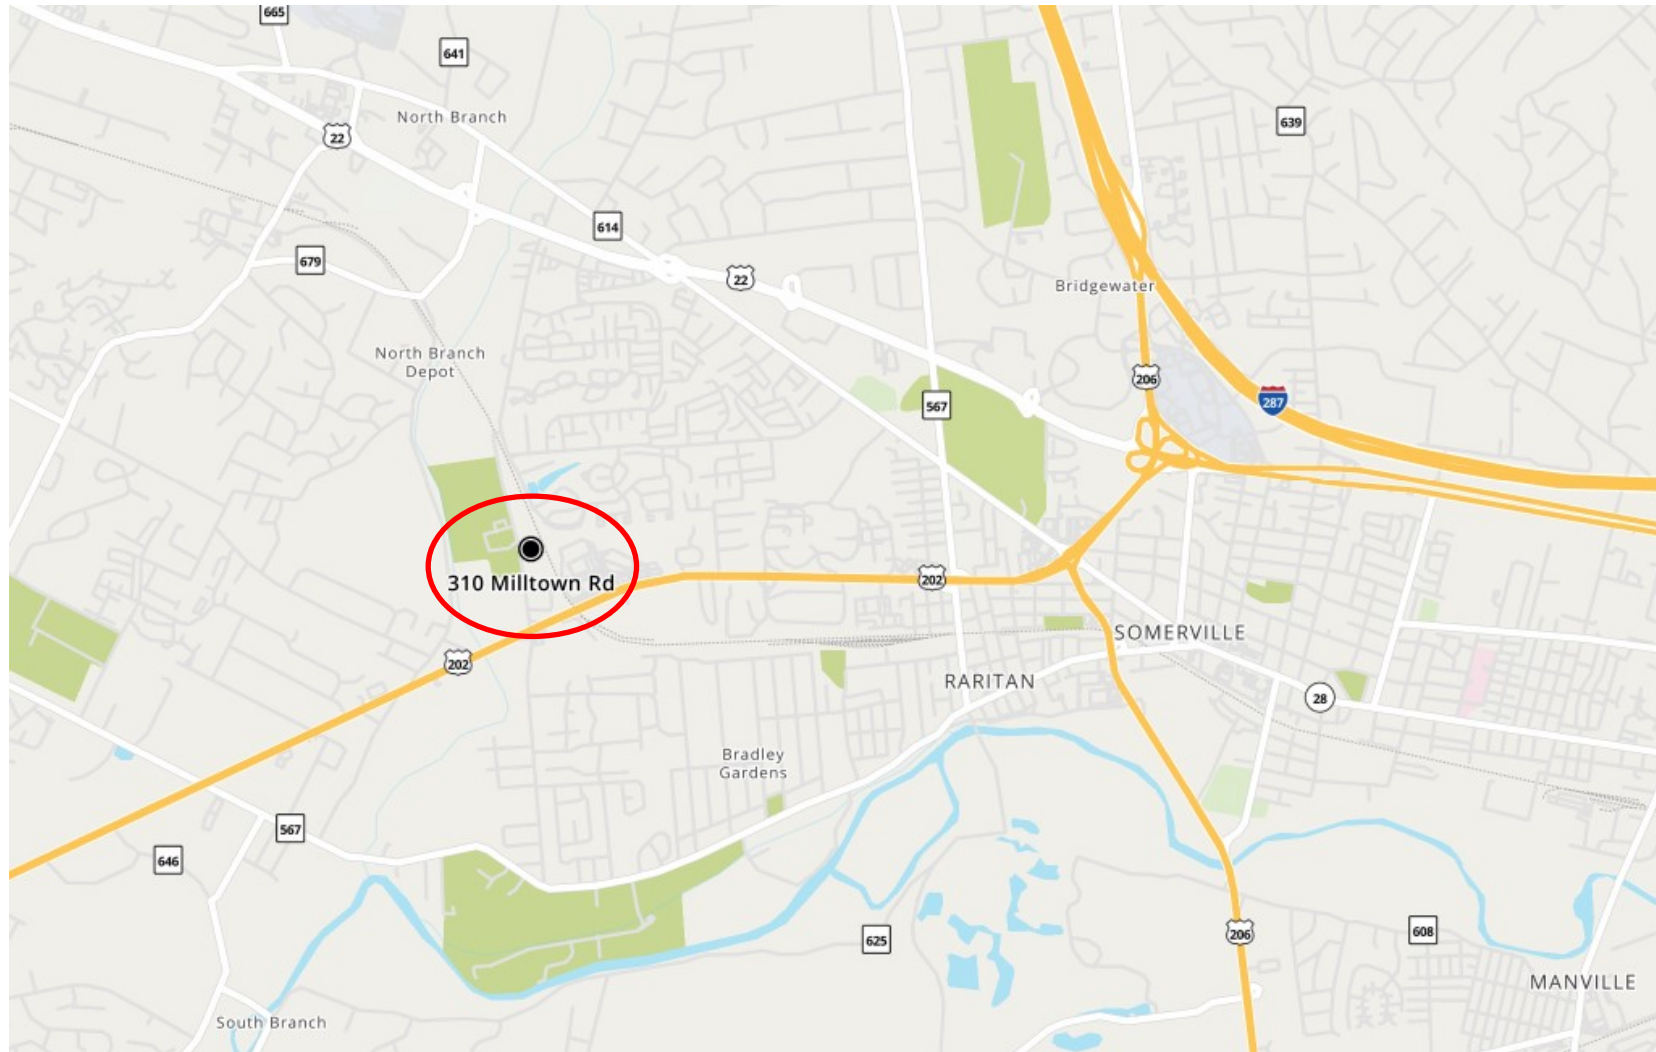 665
641
North Branch
639
22
614
679
22
Bridgewater
North Branch
Depot
206
287
567
310 Milltown Rd
202
SOMERVILLE
202
RARITAN
28
Bradley
Gardens
567
646
625
206
608
MANVILLE
South Branch